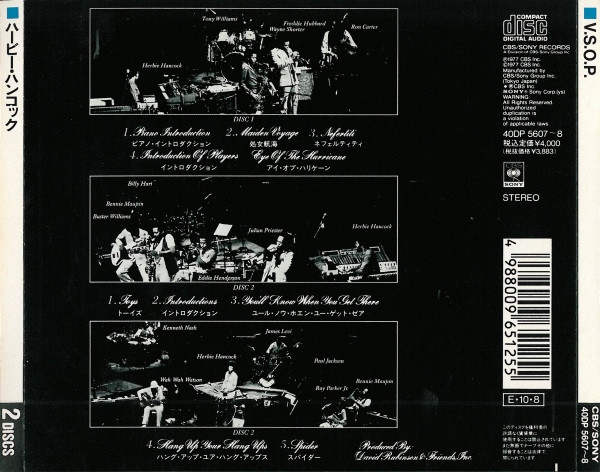 ハービー・ハンコック
2 DISCS
Tony Williams
Freddie Hubbard
Wayne Shorter
Ron Carter
Herbie Hancock
DISC 1
1. Piano Introduction 2. Maiden Voyage 3. Nefertiti
ピアノ・イントロダクション 処女航海 ネフェルティティ
4. Introduction Of Players Eye Of The Hurricane
イントロダクション アイ・オブ・ハリケーン
Billy Hart
Bennie Maupin
Buster Williams
Julian Priester
Herbie Hancock
Eddie Henderson
DISC 2
1. Toys 2. Introductions 3. You'll Know When You Get There
トーイズ イントロダクション ユール・ノウ・ホエン・ユー・ゲット・ゼア
Kenneth Nash
James Levi
Herbie Hancock
Paul Jackson
Wah Wah Watson
Ray Parker Jr.
Bennie Maupin
DISC 2
4. Hang Up Your Hang Ups 5. Spider
ハング・アップ・ユア・ハング・アップス スパイダー
Produced By:
David Rubinson & Friends, Inc.
COMPACT
disc
DIGITAL AUDIO
CBS/SONY RECORDS
A Division of CBS/Sony Group Inc.
Ⓟ1977 CBS Inc.
©1977 CBS Inc.
Manufactured by
CBS/Sony Group Inc.
(Tokyo Japan)
SONY® Sony Corp.(ys)
WARNING:
All Rights Reserved.
Unauthorized
duplication is
a violation
of applicable laws.
40DP 5607~8
税込定価¥4,000
(税抜価格¥3,883)
CBS
SONY
STEREO
4988009651255
E・10・8
V.S.O.P.
CBS/SONY
40DP 5607~8